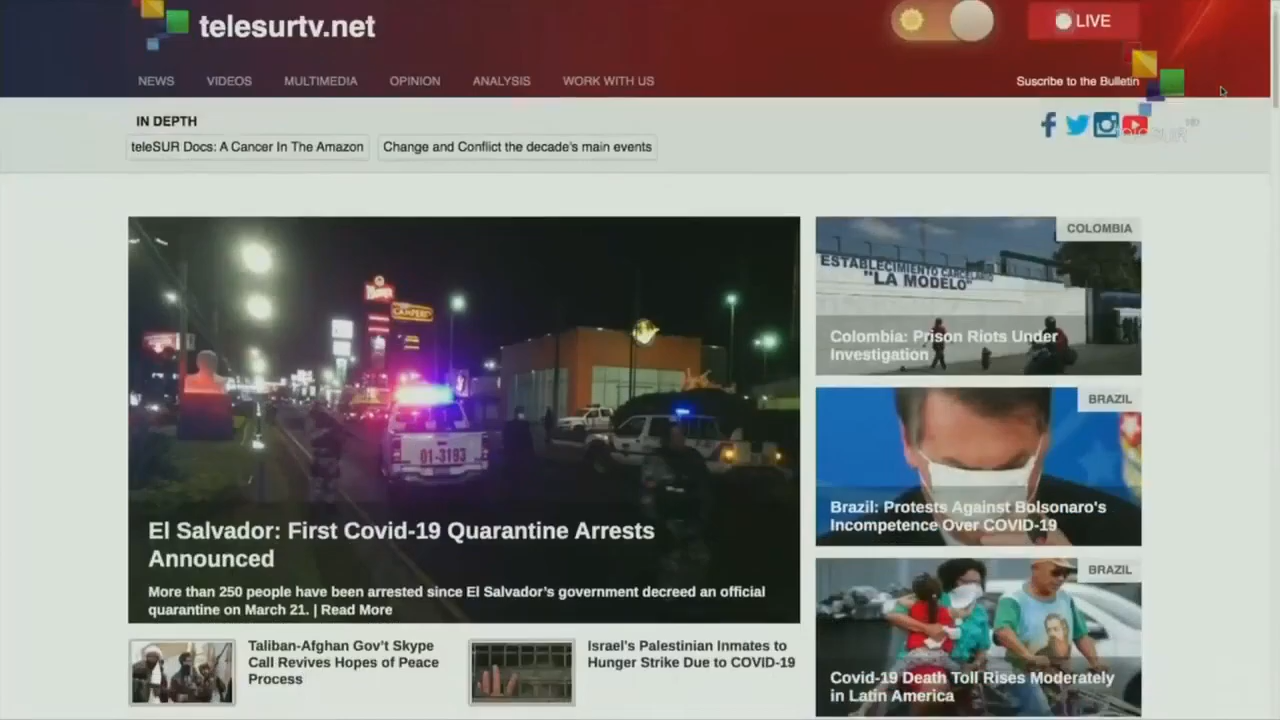 telesurtv.net
LIVE
NEWS VIDEOS MULTIMEDIA OPINION ANALYSIS WORK WITH US
Suscribe to the Bulletin
IN DEPTH
teleSUR Docs: A Cancer In The Amazon
Change and Conflict the decade's main events
teleSUR HD
COLOMBIA
ESTABLECIMIENTO CARCELARIO
"LA MODELO"
Colombia: Prison Riots Under
Investigation
CAMPERO
01-3193
El Salvador: First Covid-19 Quarantine Arrests
Announced
More than 250 people have been arrested since El Salvador's government decreed an official
quarantine on March 21. | Read More
BRAZIL
Brazil: Protests Against Bolsonaro's
Incompetence Over COVID-19
BRAZIL
Covid-19 Death Toll Rises Moderately
in Latin America
Taliban-Afghan Gov't Skype
Call Revives Hopes of Peace
Process
Israel's Palestinian Inmates to
Hunger Strike Due to COVID-19